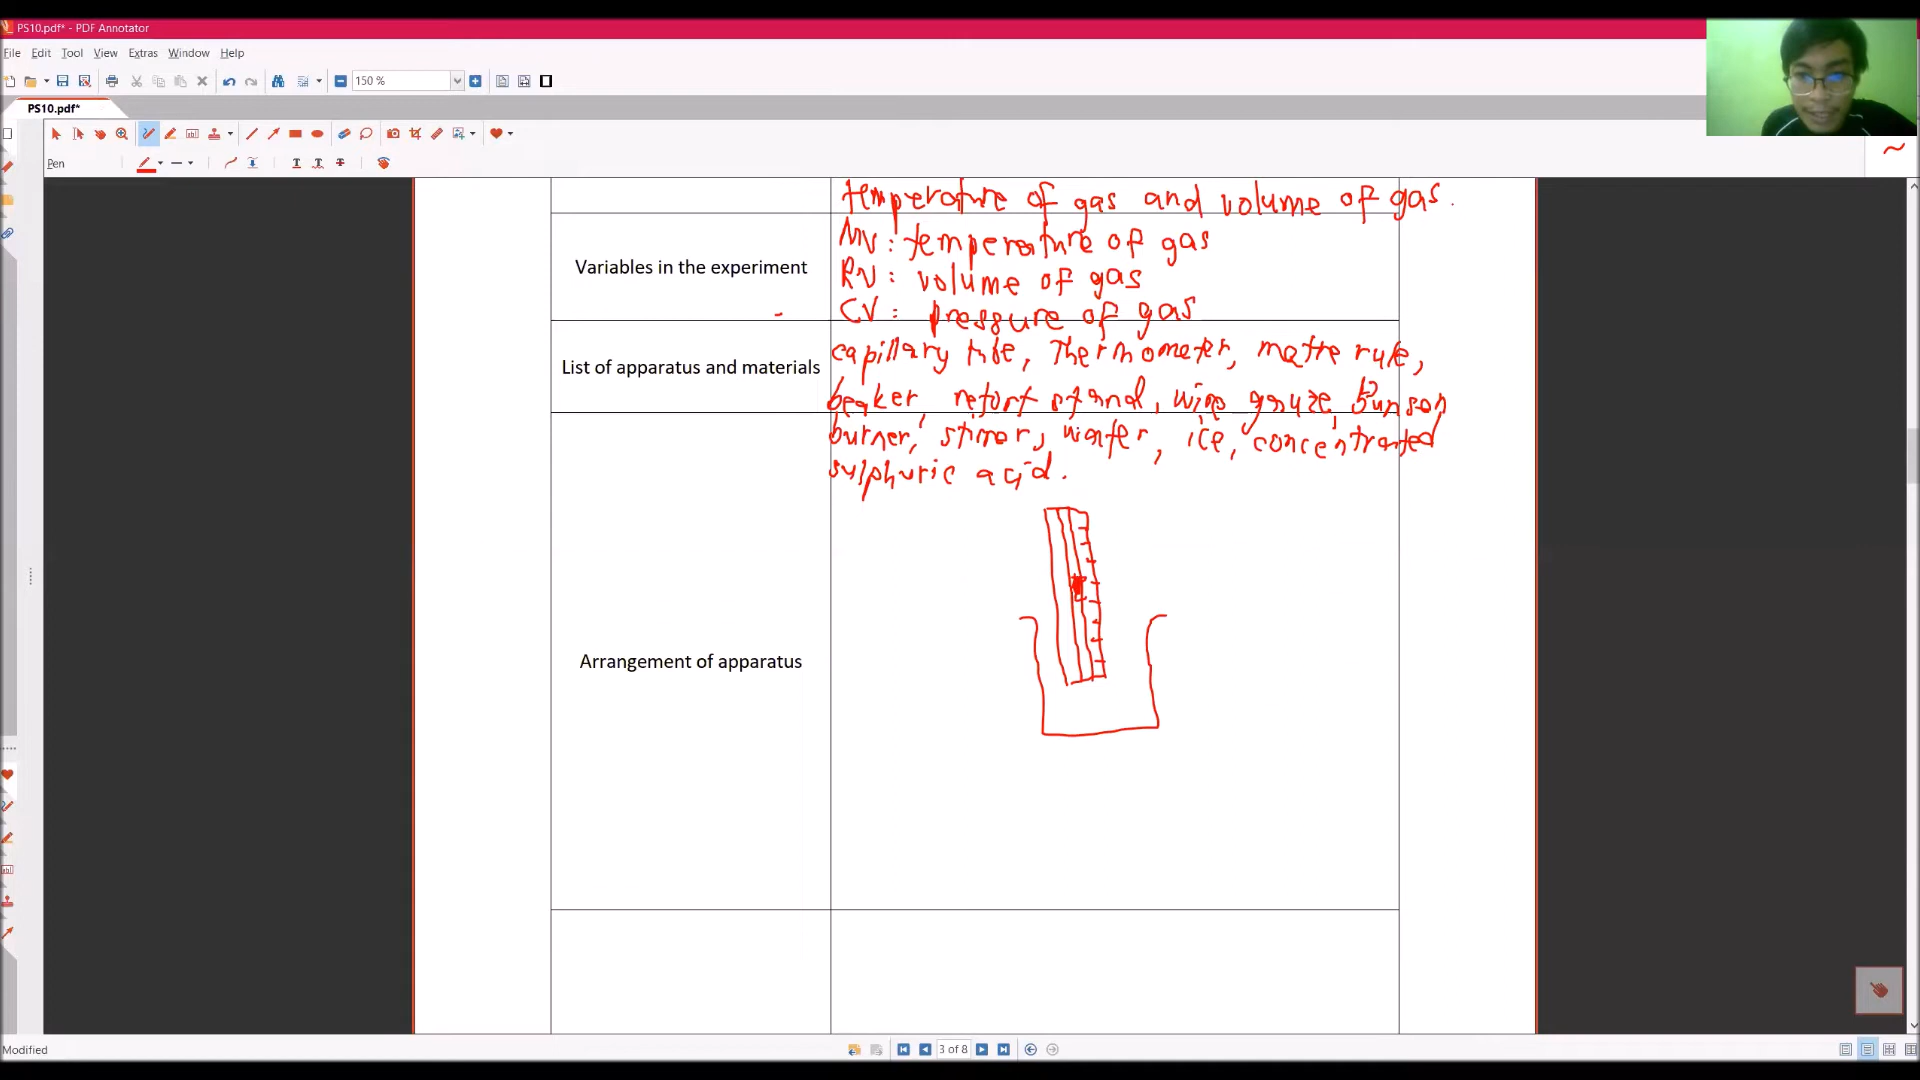 PS10.pdf* - PDF Annotator
File Edit Tool View Extras Window Help
150 %
PS10.pdf*
Pen
temperature of gas and volume of gas.
Variables in the experiment
MV: temperature of gas
RV: volume of gas
CV: pressure of gas
List of apparatus and materials
capillary tube, Thermometer, metre rule,
beaker, retort stand, wire gauze, bunsen
burner, stirrer, water, ice, concentrated
sulphuric acid.
Arrangement of apparatus
Modified
3 of 8